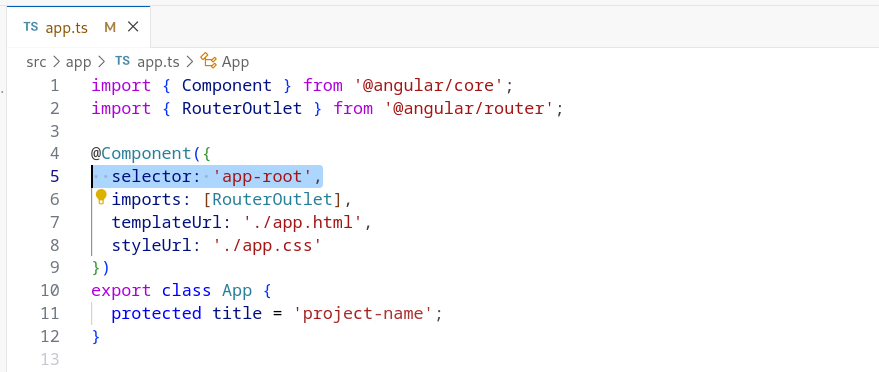 TS app.ts M ×
src > app > TS app.ts > App
1 import { Component } from '@angular/core';
2 import { RouterOutlet } from '@angular/router';
3
4 @Component({
5   selector: 'app-root',
6   imports: [RouterOutlet],
7   templateUrl: './app.html',
8   styleUrl: './app.css'
9 })
10 export class App {
11   protected title = 'project-name';
12 }
13